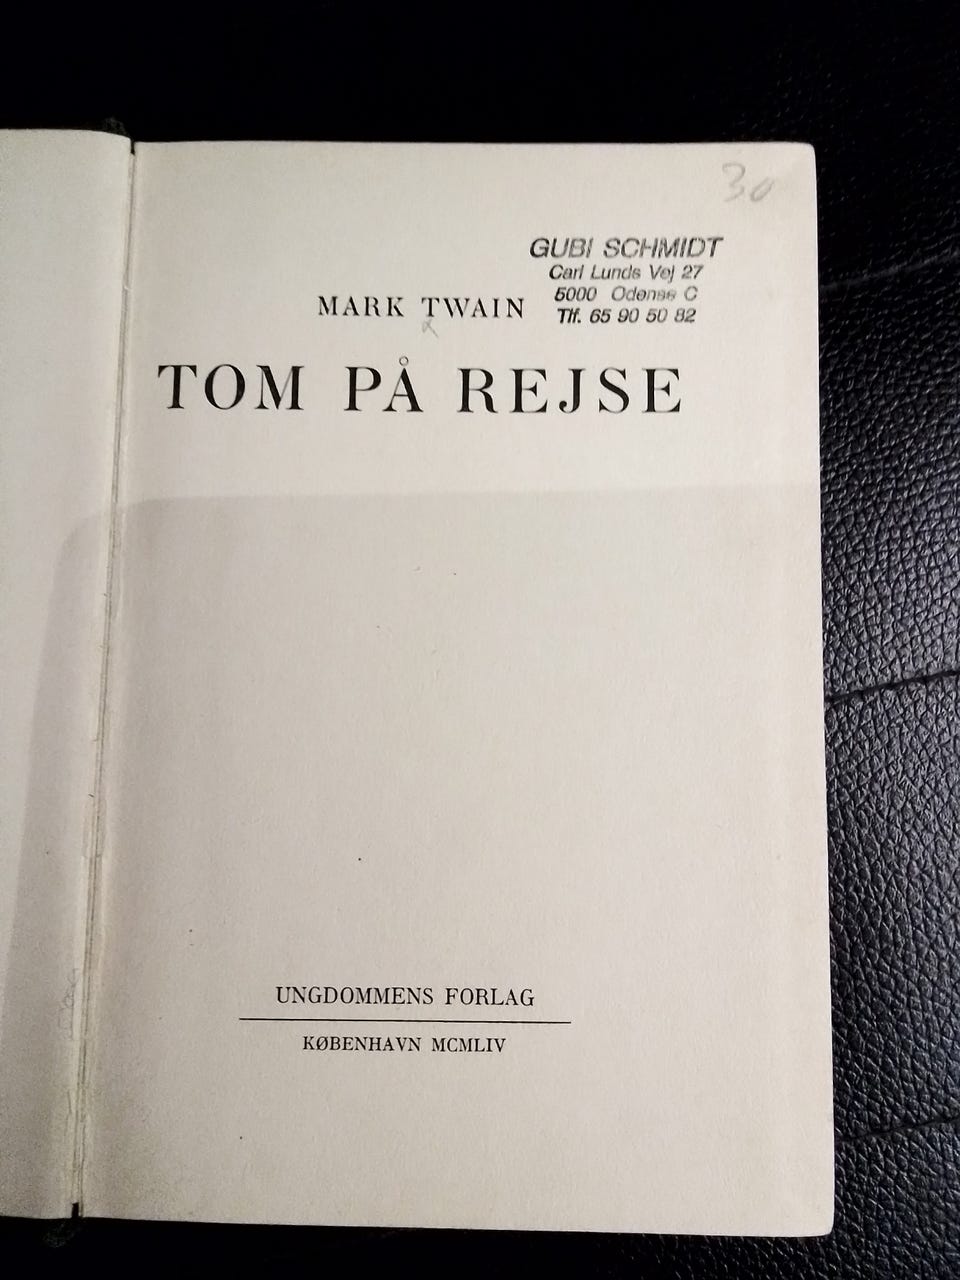 30
GUBI SCHMIDT
Carl Lunds Vej 27
5000 Odense C
Tlf. 65 90 50 82
MARK TWAIN
TOM PÅ REJSE
UNGDOMMENS FORLAG
KØBENHAVN MCMLIV